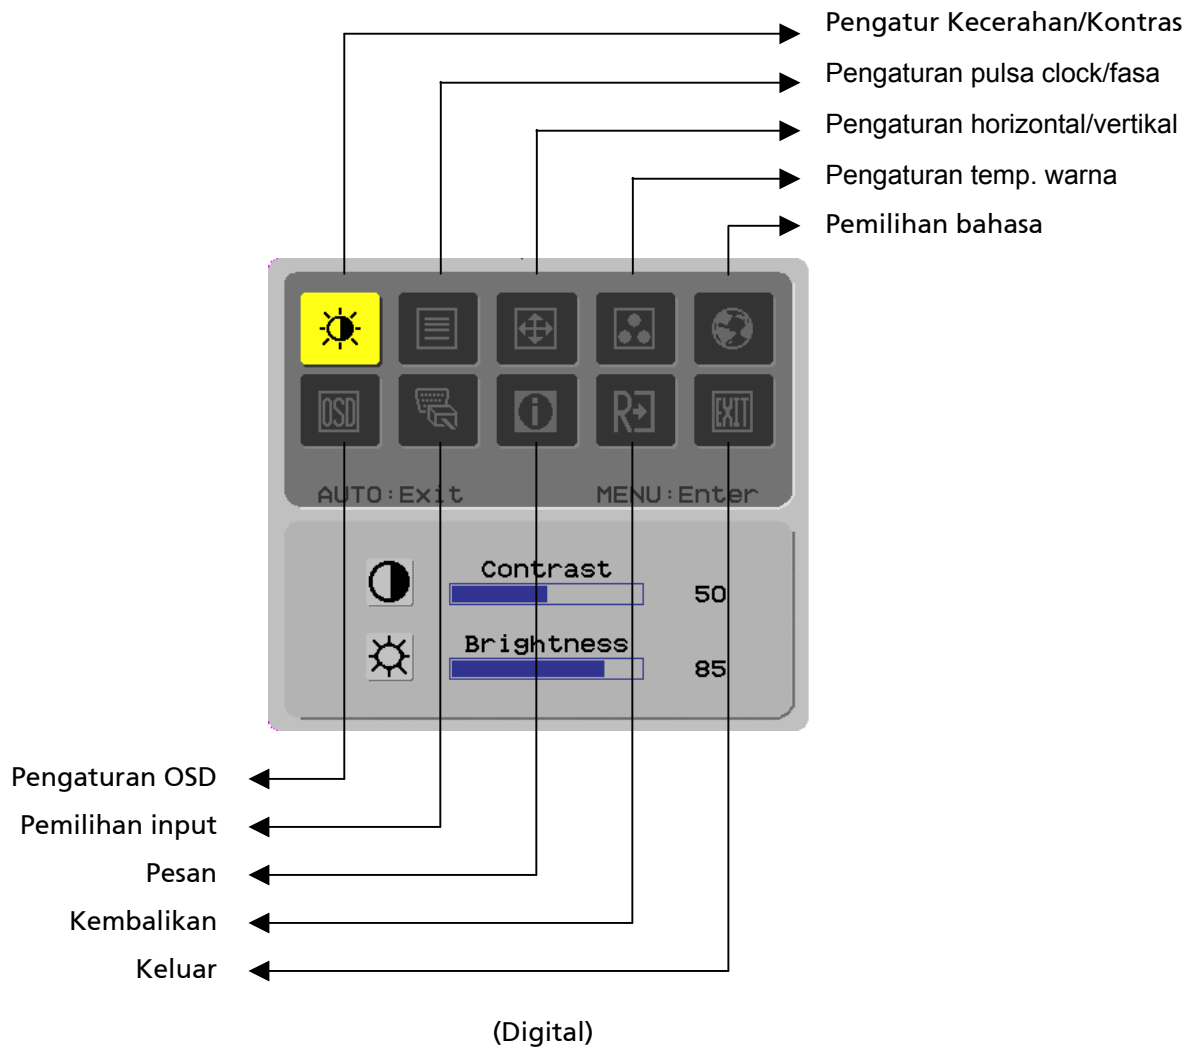 Pengatur Kecerahan/Kontras
Pengaturan pulsa clock/fasa
Pengaturan horizontal/vertikal
Pengaturan temp. warna
Pemilihan bahasa
OSD
i
R
EXIT
AUTO:Exit
MENU:Enter
Contrast
50
Brightness
85
Pengaturan OSD
Pemilihan input
Pesan
Kembalikan
Keluar
(Digital)